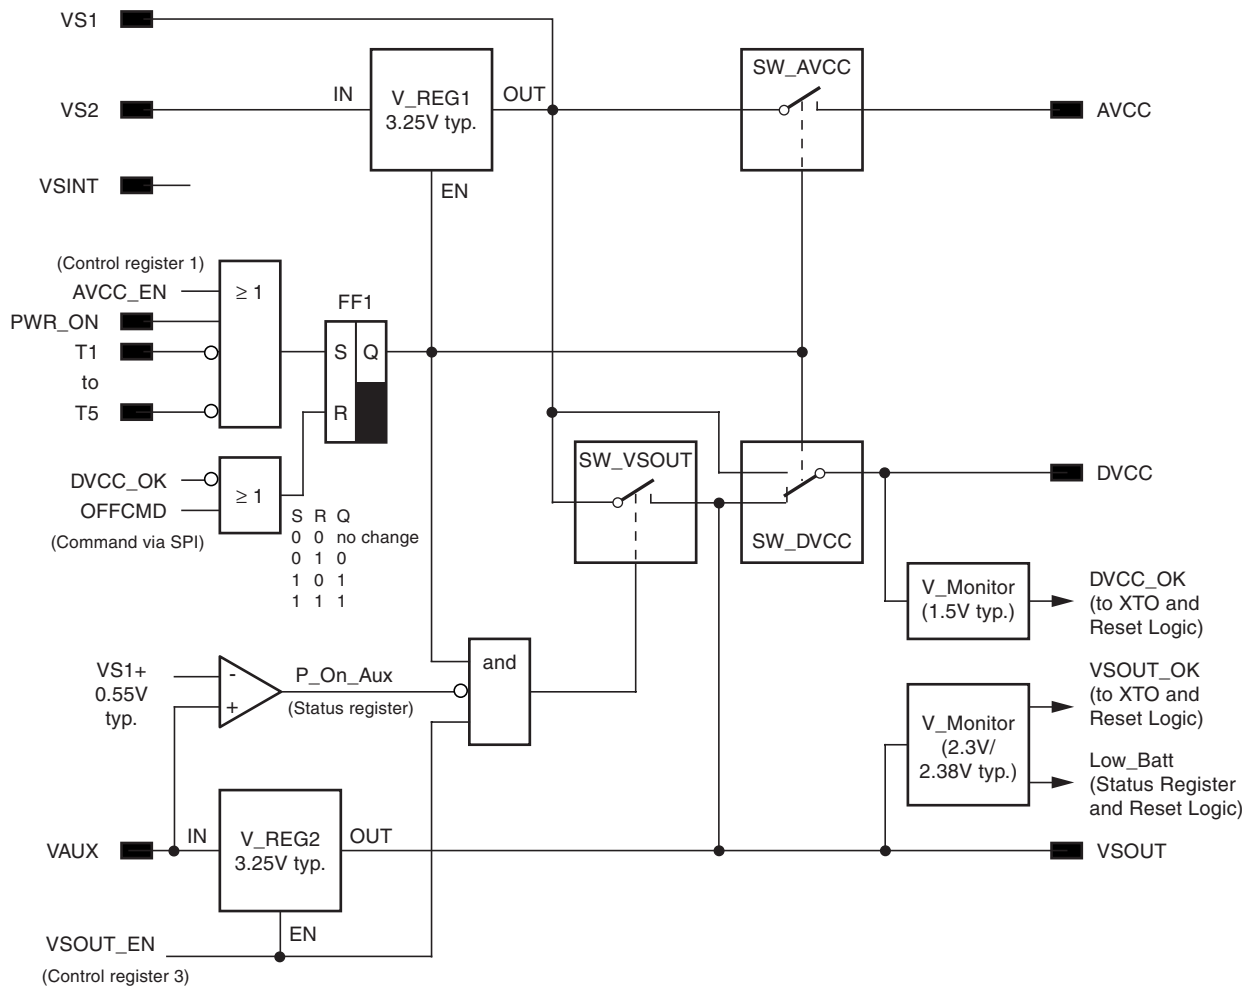 VS1
SW_AVCC
VS2
IN
V_REG1
3.25V typ.
OUT
AVCC
VSINT
EN
(Control register 1)
AVCC_EN
≥ 1
PWR_ON
FF1
T1
S Q
to
T5
R
SW_VSOUT
DVCC_OK
≥ 1
OFFCMD
(Command via SPI)
DVCC
SW_DVCC
S R Q
0 0 no change
0 1 0
1 0 1
1 1 1
V_Monitor
(1.5V typ.)
DVCC_OK
(to XTO and
Reset Logic)
and
VS1+
0.55V
typ.
-
+
P_On_Aux
(Status register)
VSOUT_OK
(to XTO and
Reset Logic)
V_Monitor
(2.3V/
2.38V typ.)
Low_Batt
(Status Register
and Reset Logic)
VAUX
IN
V_REG2
3.25V typ.
OUT
VSOUT
EN
VSOUT_EN
(Control register 3)